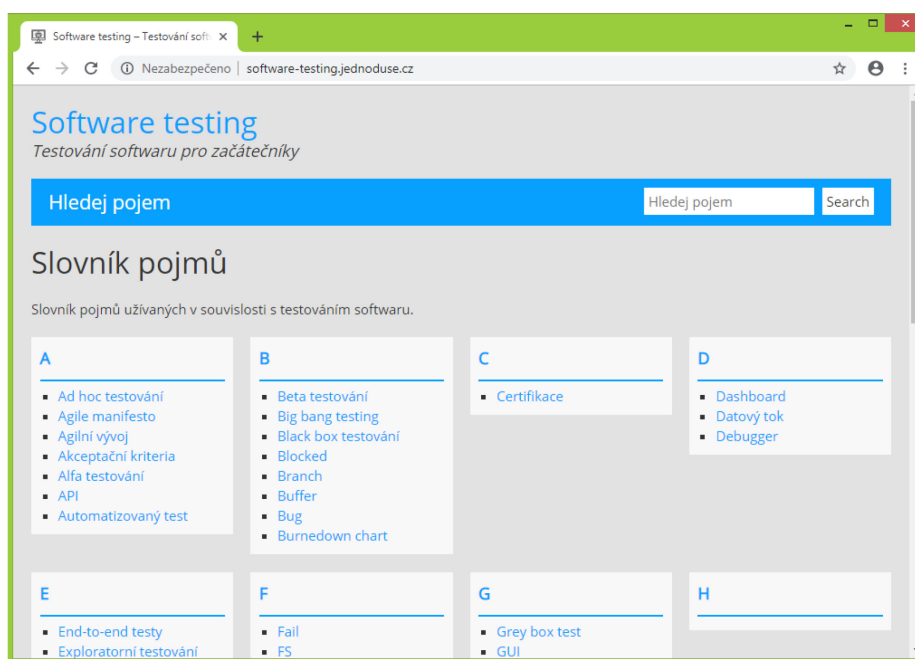 Software testing – Testování soft
Nezabezpečeno
software-testing.jednoduse.cz
Software testing
Testování softwaru pro začátečníky
Hledej pojem
Hledej pojem
Search
Slovník pojmů
Slovník pojmů užívaných v souvislosti s testováním softwaru.
A
Ad hoc testování
Agile manifesto
Agilní vývoj
Akceptační kriteria
Alfa testování
API
Automatizovaný test
B
Beta testování
Big bang testing
Black box testování
Blocked
Branch
Buffer
Bug
Burnedown chart
C
Certifikace
D
Dashboard
Datový tok
Debugger
E
End-to-end testy
Exploratorní testování
F
Fail
FS
G
Grey box test
GUI
H